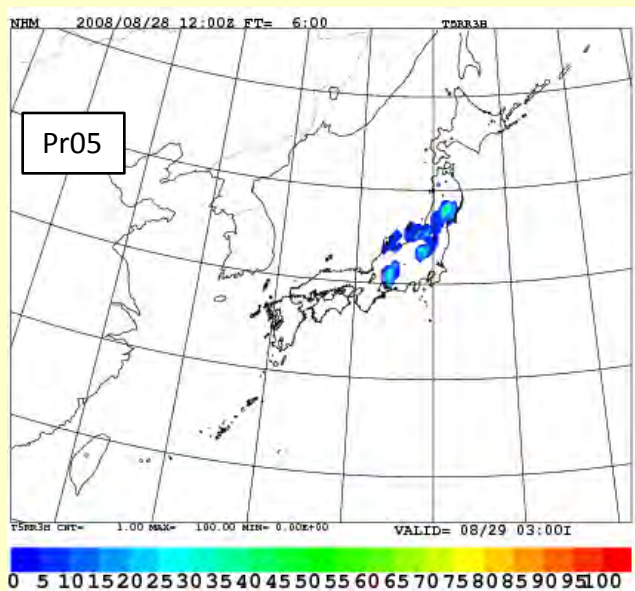 NHM 2008/08/28 12:00Z FT= 6:00 T5RR3H
Pr05
T5RR3H CNT= 1.00 MAX= 100.00 MIN= 0.00E+00 VALID= 08/29 03:00I
0 5 10 15 20 25 30 35 40 45 50 55 60 65 70 75 80 85 90 95 100